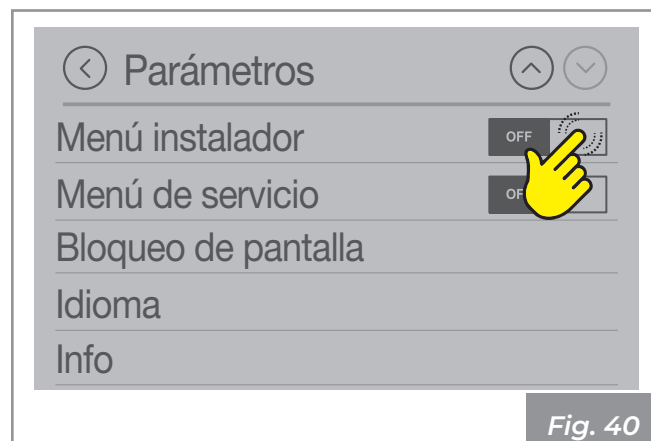 Parámetros
Menú instalador OFF
Menú de servicio
Bloqueo de pantalla
Idioma
Info
Fig. 40